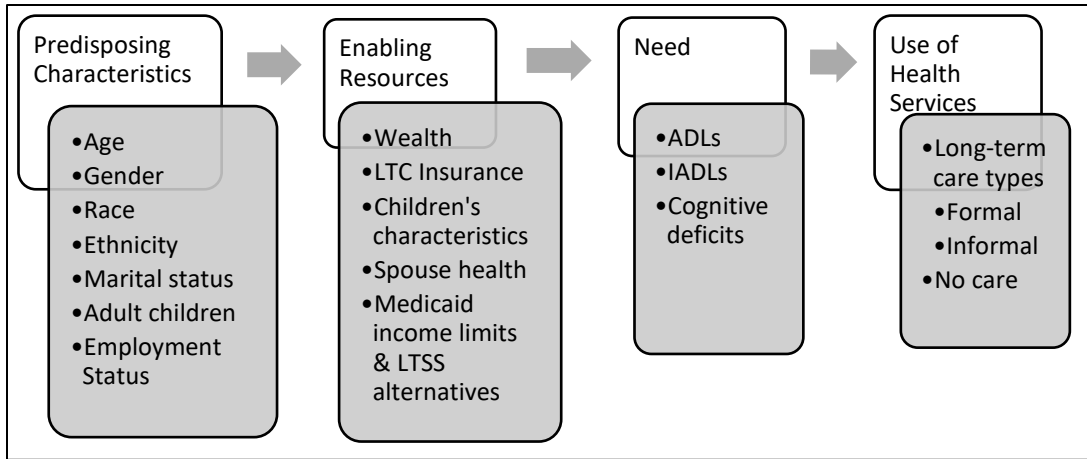 Predisposing
Characteristics
•Age
•Gender
•Race
•Ethnicity
•Marital status
•Adult children
•Employment
Status
Enabling
Resources
•Wealth
•LTC Insurance
•Children's
characteristics
•Spouse health
•Medicaid
income limits
& LTSS
alternatives
Need
•ADLs
•IADLs
•Cognitive
deficits
Use of
Health
Services
•Long-term
care types
•Formal
•Informal
•No care